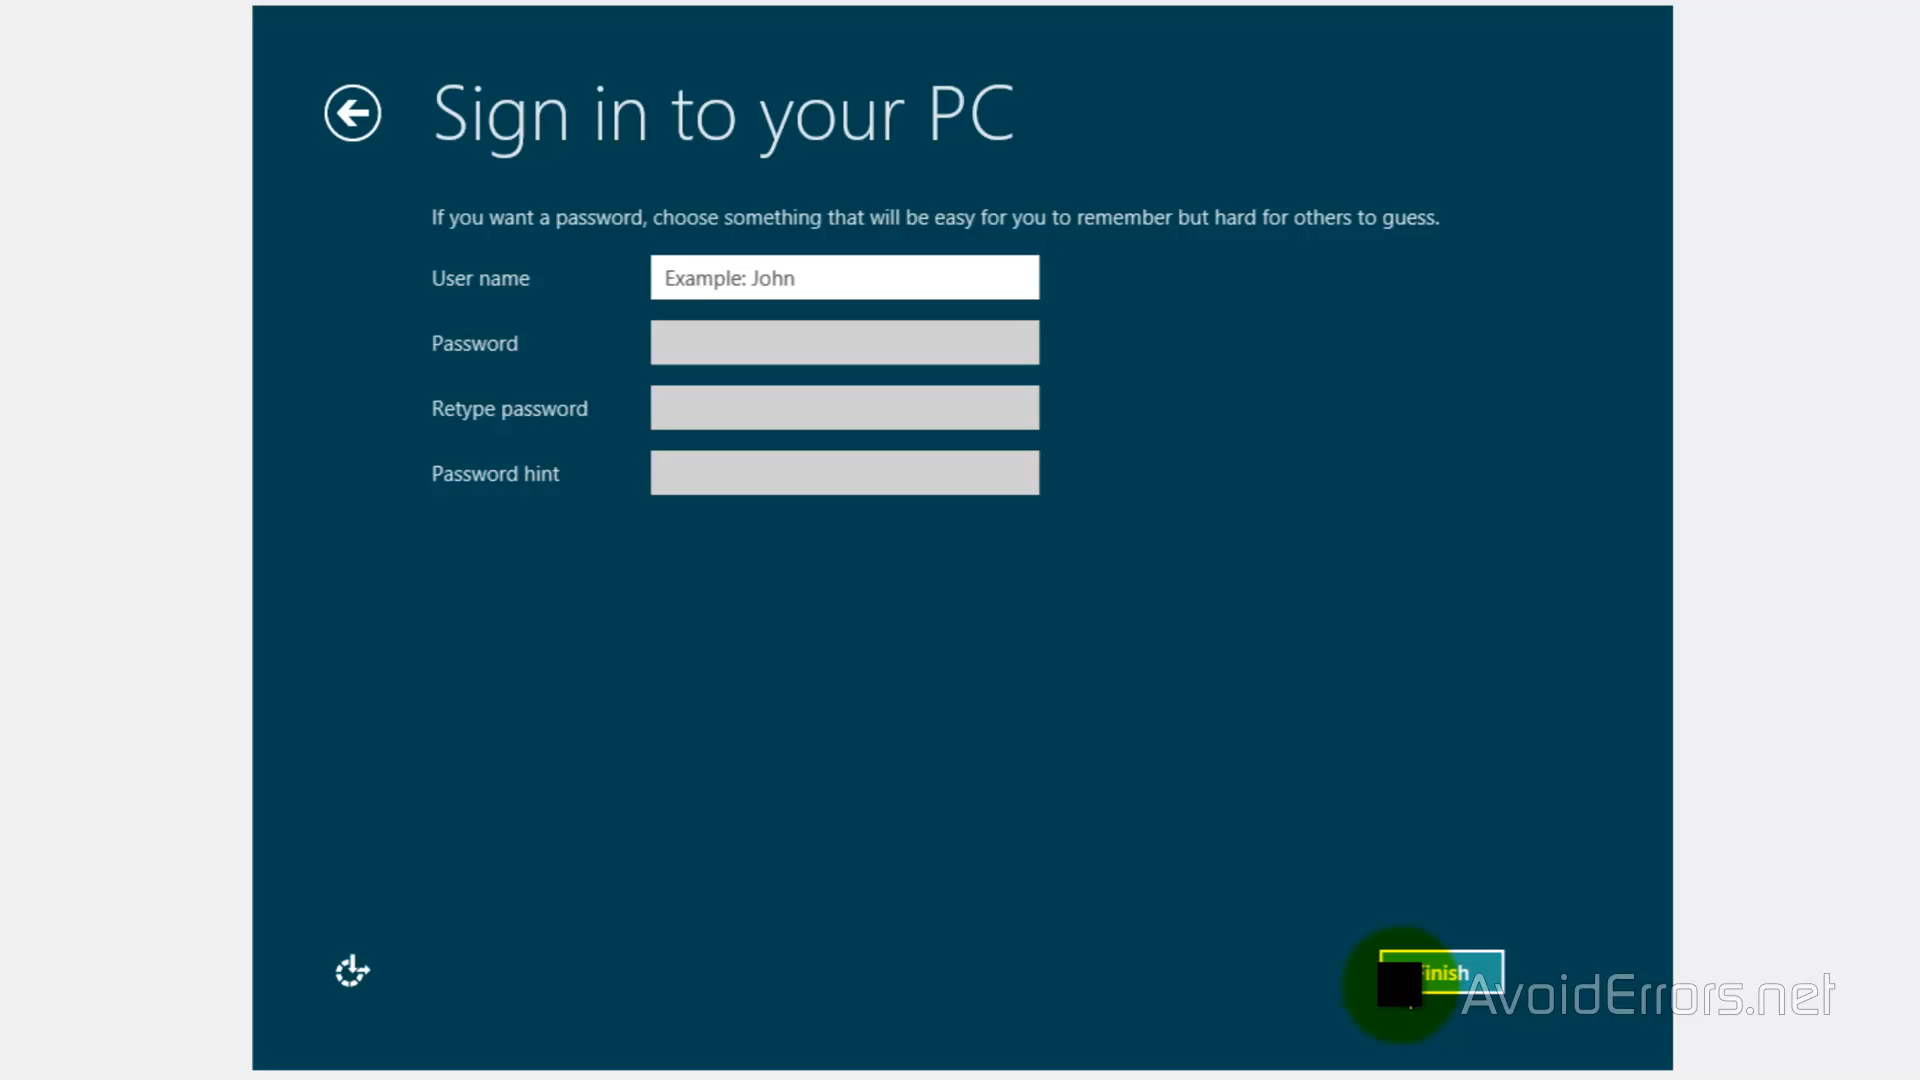 Sign in to your PC
If you want a password, choose something that will be easy for you to remember but hard for others to guess.
User name
Example: John
Password
Retype password
Password hint
Finish
AvoidErrors.net